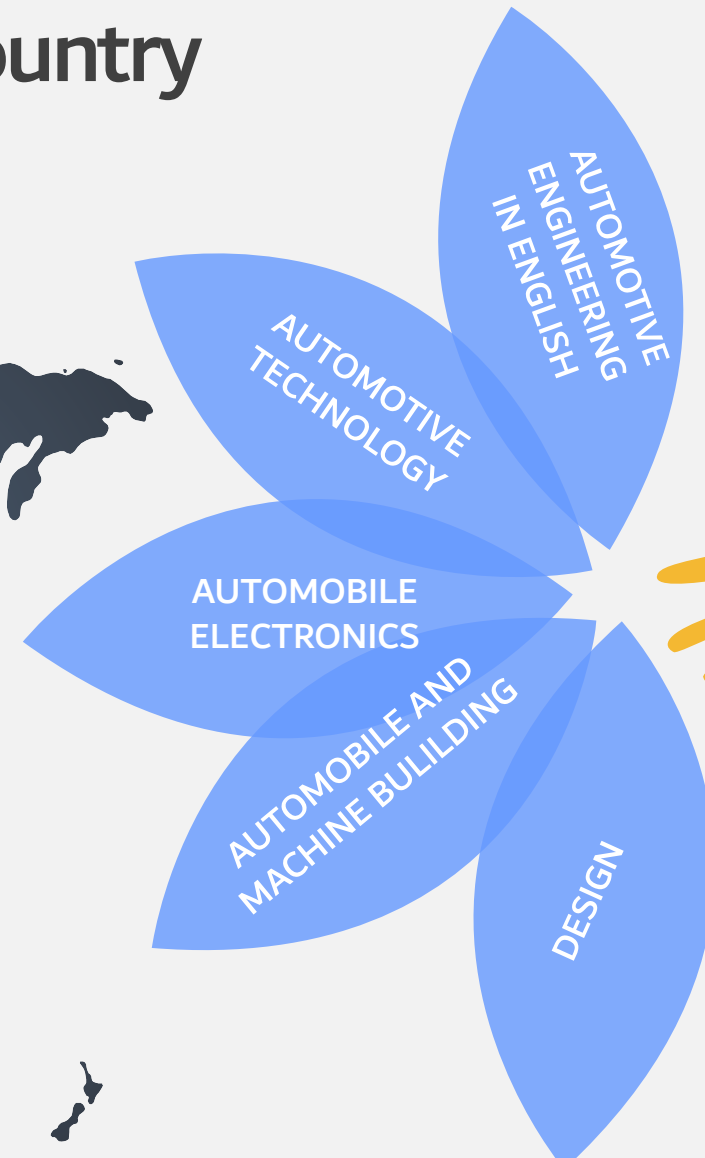 ountry
AUTOMOTIVE
ENGINEERING
IN ENGLISH
AUTOMOTIVE
TECHNOLOGY
AUTOMOBILE
ELECTRONICS
AUTOMOBILE AND
MACHINE BULILDING
DESIGN